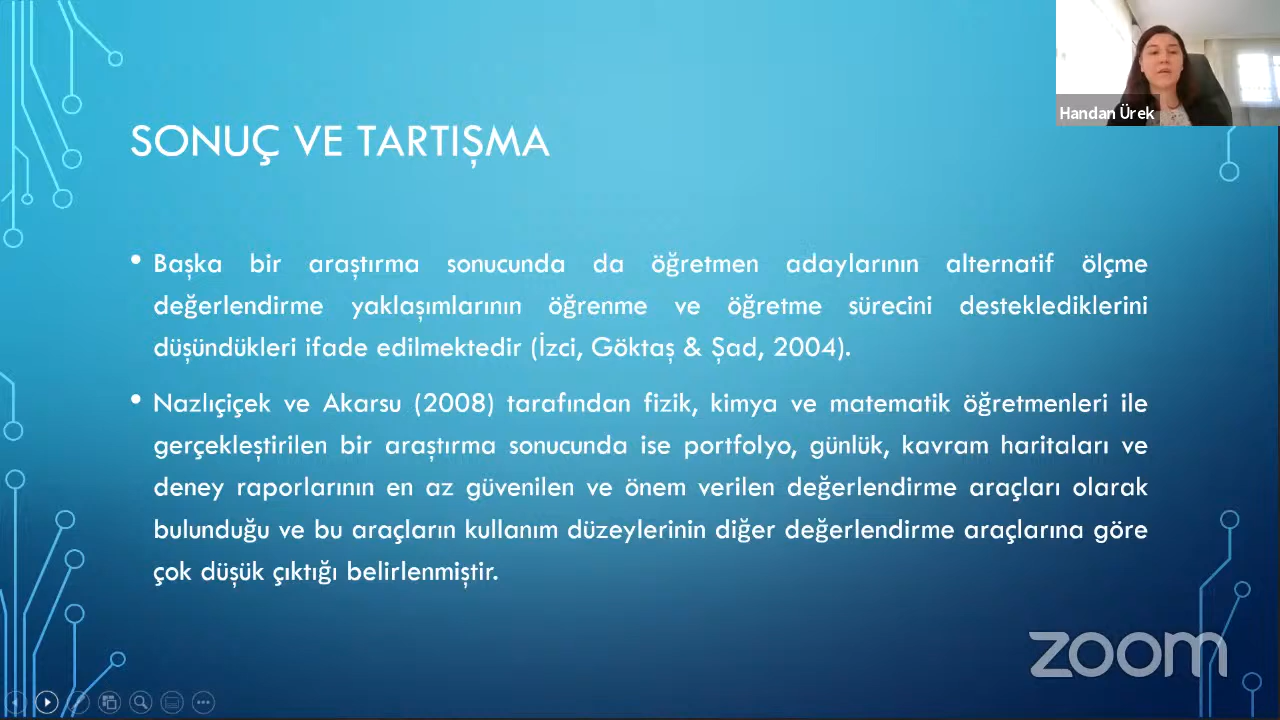 Handan Ürek
SONUÇ VE TARTIŞMA
• Başka bir araştırma sonucunda da öğretmen adaylarının alternatif ölçme
değerlendirme yaklaşımlarının öğrenme ve öğretme sürecini desteklediklerini
düşündükleri ifade edilmektedir (İzci, Göktaş & Şad, 2004).
• Nazlıçiçek ve Akarsu (2008) tarafından fizik, kimya ve matematik öğretmenleri ile
gerçekleştirilen bir araştırma sonucunda ise portfolyo, günlük, kavram haritaları ve
deney raporlarının en az güvenilen ve önem verilen değerlendirme araçları olarak
bulunduğu ve bu araçların kullanım düzeylerinin diğer değerlendirme araçlarına göre
çok düşük çıktığı belirlenmiştir.
zoom